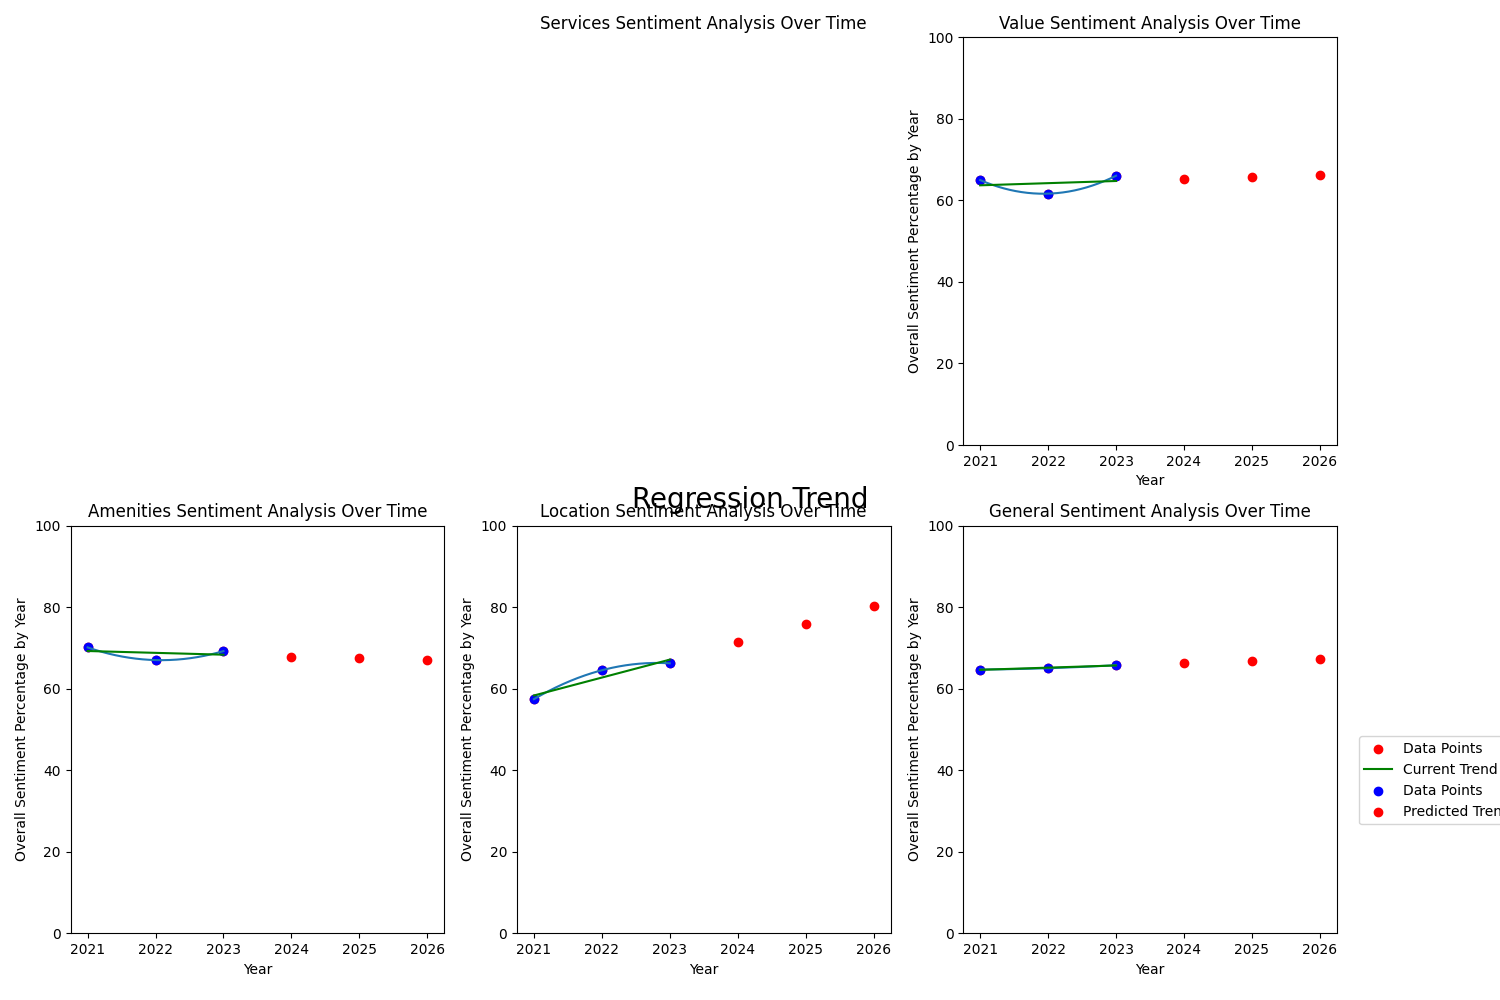 Services Sentiment Analysis Over Time
Value Sentiment Analysis Over Time
Overall Sentiment Percentage by Year
100
80
60
40
20
0
2021 2022 2023 2024 2025 2026
Year
Regression Trend
Amenities Sentiment Analysis Over Time
Overall Sentiment Percentage by Year
100
80
60
40
20
0
2021 2022 2023 2024 2025 2026
Year
Location Sentiment Analysis Over Time
Overall Sentiment Percentage by Year
100
80
60
40
20
0
2021 2022 2023 2024 2025 2026
Year
General Sentiment Analysis Over Time
Overall Sentiment Percentage by Year
100
80
60
40
20
0
2021 2022 2023 2024 2025 2026
Year
Data Points
Current Trend
Data Points
Predicted Tren